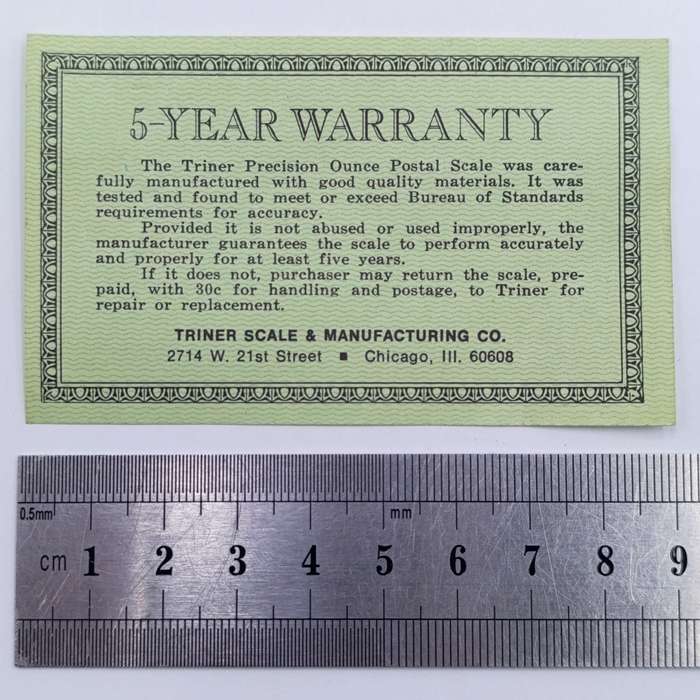 5-YEAR WARRANTY
The Triner Precision Ounce Postal Scale was care-
fully manufactured with good quality materials. It was
tested and found to meet or exceed Bureau of Standards
requirements for accuracy.
Provided it is not abused or used improperly, the
manufacturer guarantees the scale to perform accurately
and properly for at least five years.
If it does not, purchaser may return the scale, pre-
paid, with 30c for handling and postage, to Triner for
repair or replacement.
TRINER SCALE & MANUFACTURING CO.
2714 W. 21st Street ■ Chicago, Ill. 60608
0.5mm mm
cm 1 2 3 4 5 6 7 8 9